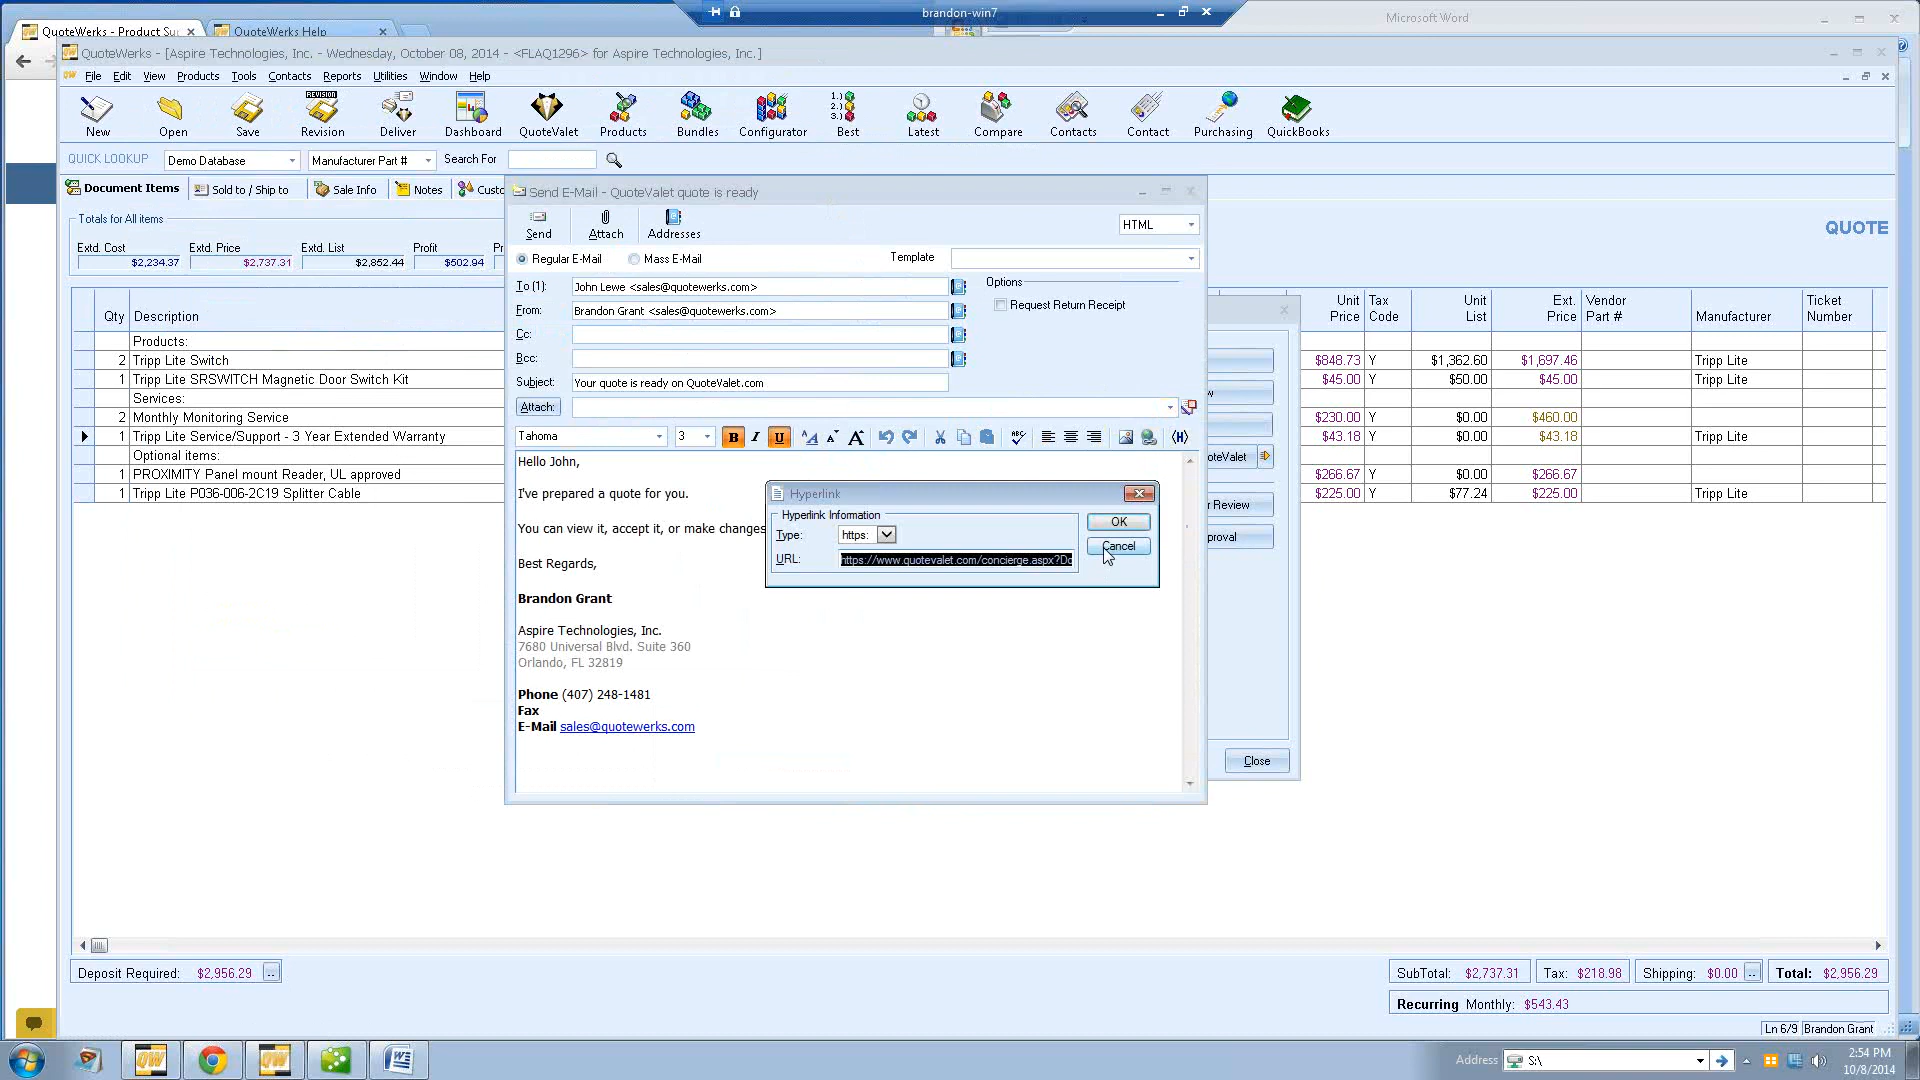 brandon-win7
Microsoft Word
QuoteWerks - Product Su
QuoteWerks Help
QuoteWerks - [Aspire Technologies, Inc. - Wednesday, October 08, 2014 - <FLAQ1296> for Aspire Technologies, Inc.]
File Edit View Products Tools Contacts Reports Utilities Window Help
REVISION
1.) 2.) 3.)
New Open Save Revision Deliver Dashboard QuoteValet Products Bundles Configurator Best Latest Compare Contacts Contact Purchasing QuickBooks
QUICK LOOKUP Demo Database Manufacturer Part # Search For
Document Items Sold to / Ship to Sale Info Notes Custo
Send E-Mail - QuoteValet quote is ready
Totals for All items
QUOTE
Extd. Cost Extd. Price Extd. List Profit Pr
$2,234.37 $2,737.31 $2,852.44 $502.94
Send Attach Addresses HTML
Regular E-Mail Mass E-Mail Template
To (1): John Lewe <sales@quotewerks.com> Options
From: Brandon Grant <sales@quotewerks.com> Request Return Receipt
Cc:
Bcc:
Subject: Your quote is ready on QuoteValet.com
Attach:
Tahoma 3 B I U
Hello John,
I've prepared a quote for you.
You can view it, accept it, or make changes
Best Regards,
Brandon Grant
Aspire Technologies, Inc.
7680 Universal Blvd. Suite 360
Orlando, FL 32819
Phone (407) 248-1481
Fax
E-Mail sales@quotewerks.com
Hyperlink
Hyperlink Information
Type: https: OK
URL: https://www.quotevalet.com/concierge.aspx?Do Cancel
Qty Description Unit Price Tax Code Unit List Ext. Price Vendor Part # Manufacturer Ticket Number
Products:
2 Tripp Lite Switch $848.73 Y $1,362.60 $1,697.46 Tripp Lite
1 Tripp Lite SRSWITCH Magnetic Door Switch Kit $45.00 Y $50.00 $45.00 Tripp Lite
Services:
2 Monthly Monitoring Service $230.00 Y $0.00 $460.00
1 Tripp Lite Service/Support - 3 Year Extended Warranty $43.18 Y $0.00 $43.18 Tripp Lite
Optional items:
1 PROXIMITY Panel mount Reader, UL approved $266.67 Y $0.00 $266.67
1 Tripp Lite P036-006-2C19 Splitter Cable $225.00 Y $77.24 $225.00 Tripp Lite
w
oteValet
r Review
proval
Close
Deposit Required: $2,956.29 ...
SubTotal: $2,737.31 Tax: $218.98 Shipping: $0.00 ... Total: $2,956.29
Recurring Monthly: $543.43
Ln 6/9 Brandon Grant
Address S:\
2:54 PM
10/8/2014